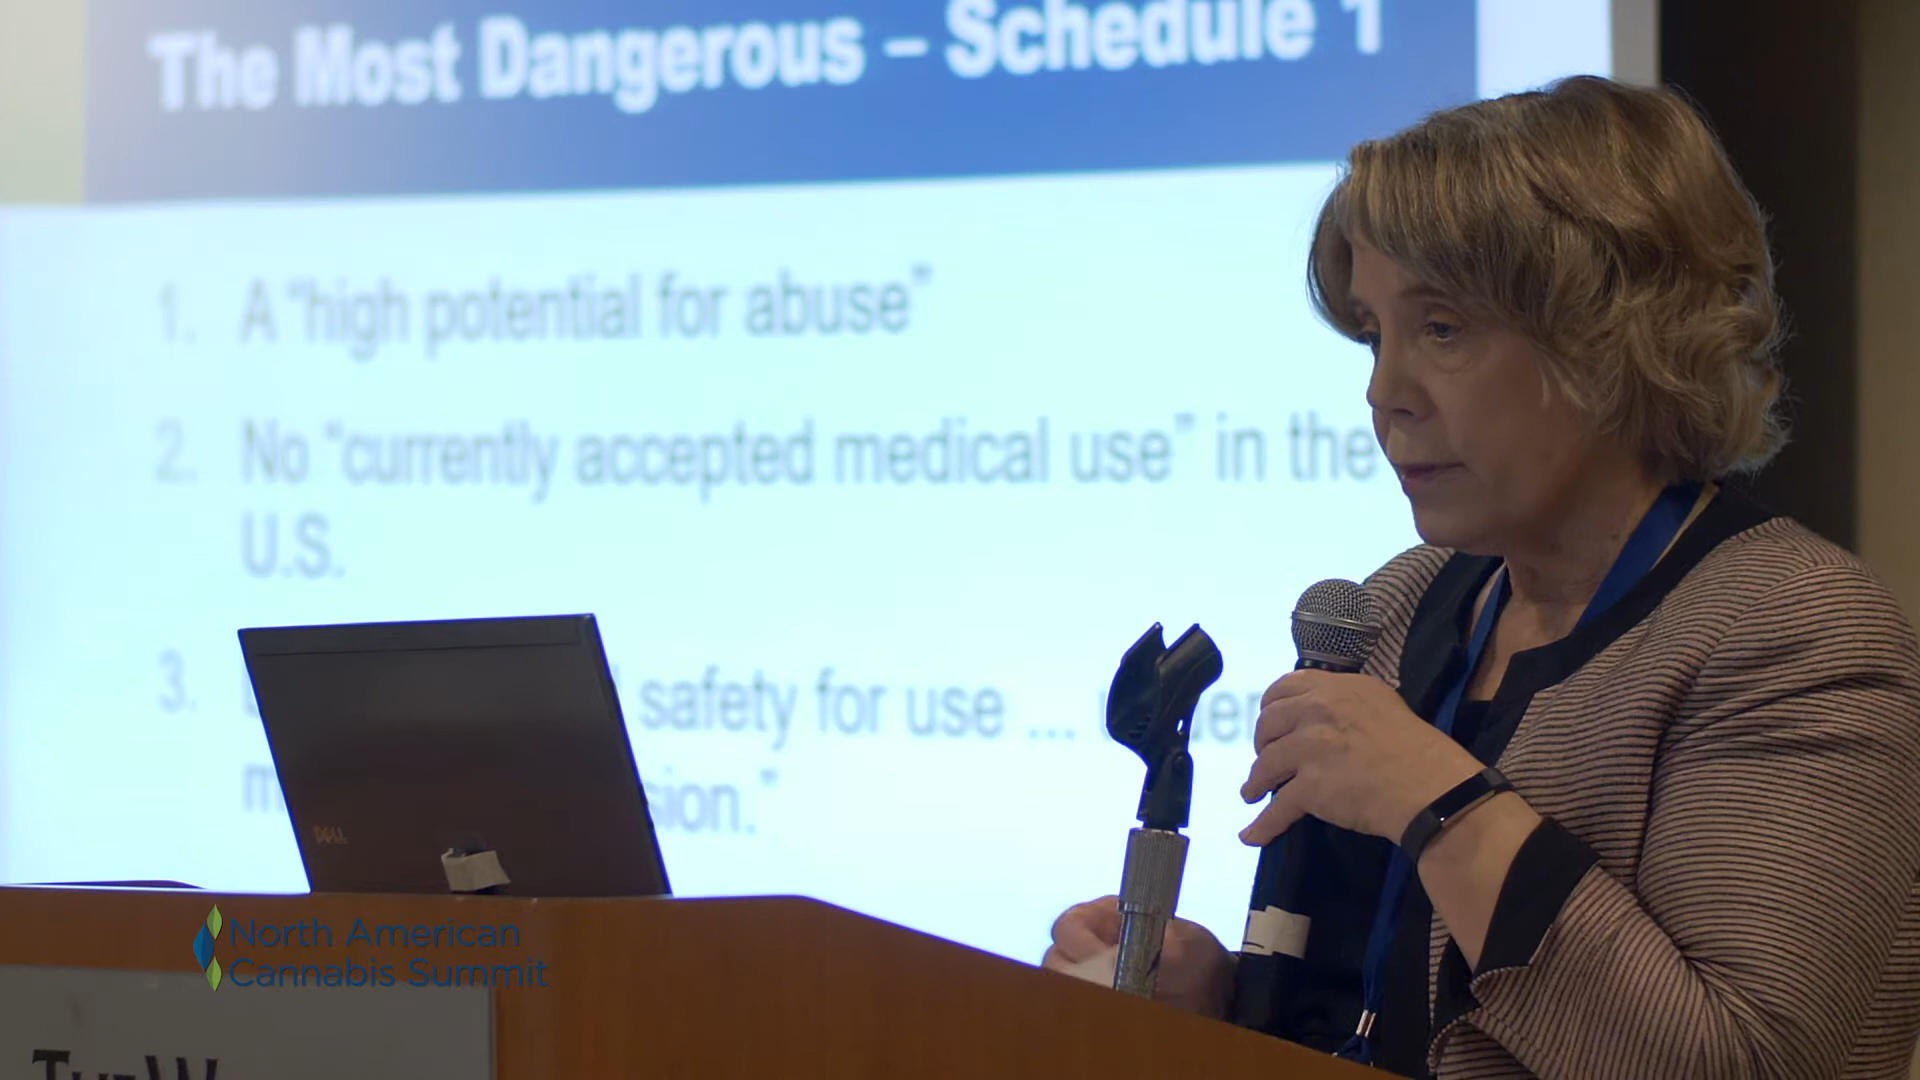 The Most Dangerous – Schedule 1
1. A "high potential for abuse"
2. No "currently accepted medical use" in the
U.S.
3. safety for use ...
sion."
DELL
North American
Cannabis Summit
THE W